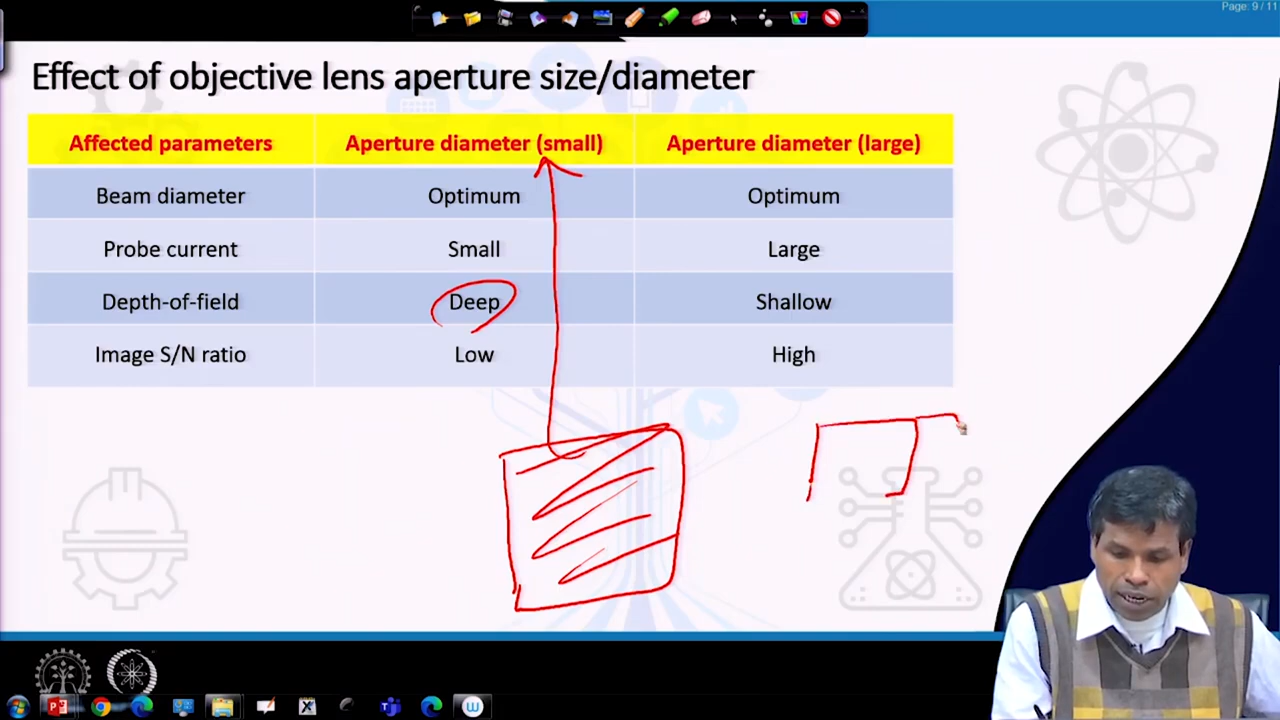 Page: 9 / 11
Effect of objective lens aperture size/diameter
Affected parameters Aperture diameter (small) Aperture diameter (large)
Beam diameter Optimum Optimum
Probe current Small Large
Depth-of-field Deep Shallow
Image S/N ratio Low High